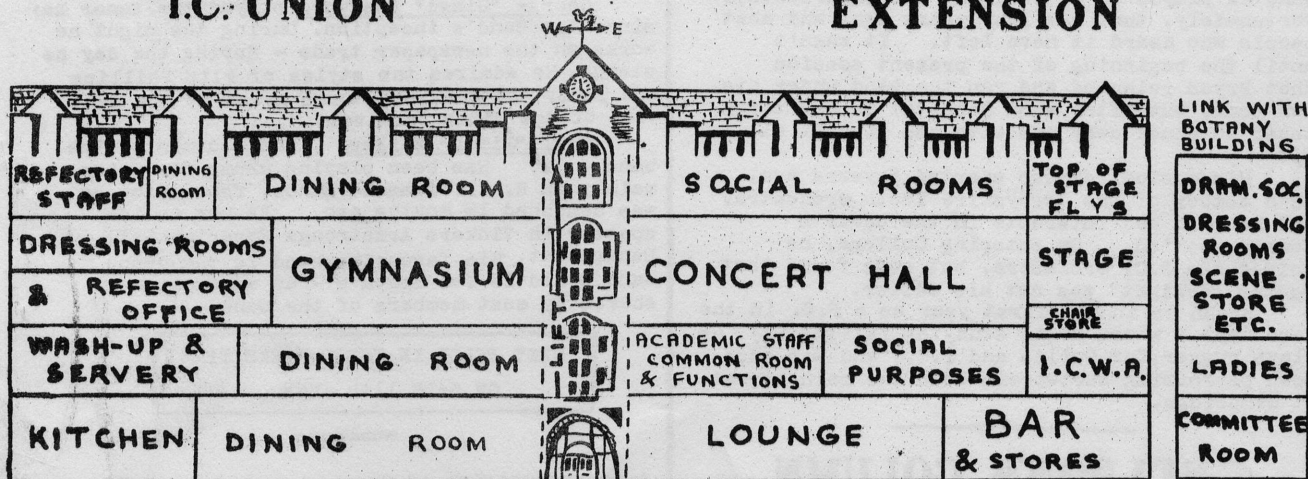 I.C. UNION EXTENSION
W E
LINK WITH
BOTANY
BUILDING
REFECTORY
STAFF
DINING
ROOM
DINING ROOM
SOCIAL ROOMS
TOP OF
STAGE
FLYS
DRAM. SOC.
DRESSING
ROOMS
SCENE
STORE
ETC.
DRESSING ROOMS
& REFECTORY
OFFICE
GYMNASIUM
CONCERT HALL
STAGE
CHAIR
STORE
WASH-UP &
SERVERY
DINING ROOM
LIFT
ACADEMIC STAFF
COMMON ROOM
& FUNCTIONS
SOCIAL
PURPOSES
I.C.W.A.
LADIES
KITCHEN
DINING ROOM
LOUNGE
BAR
& STORES
COMMITTEE
ROOM